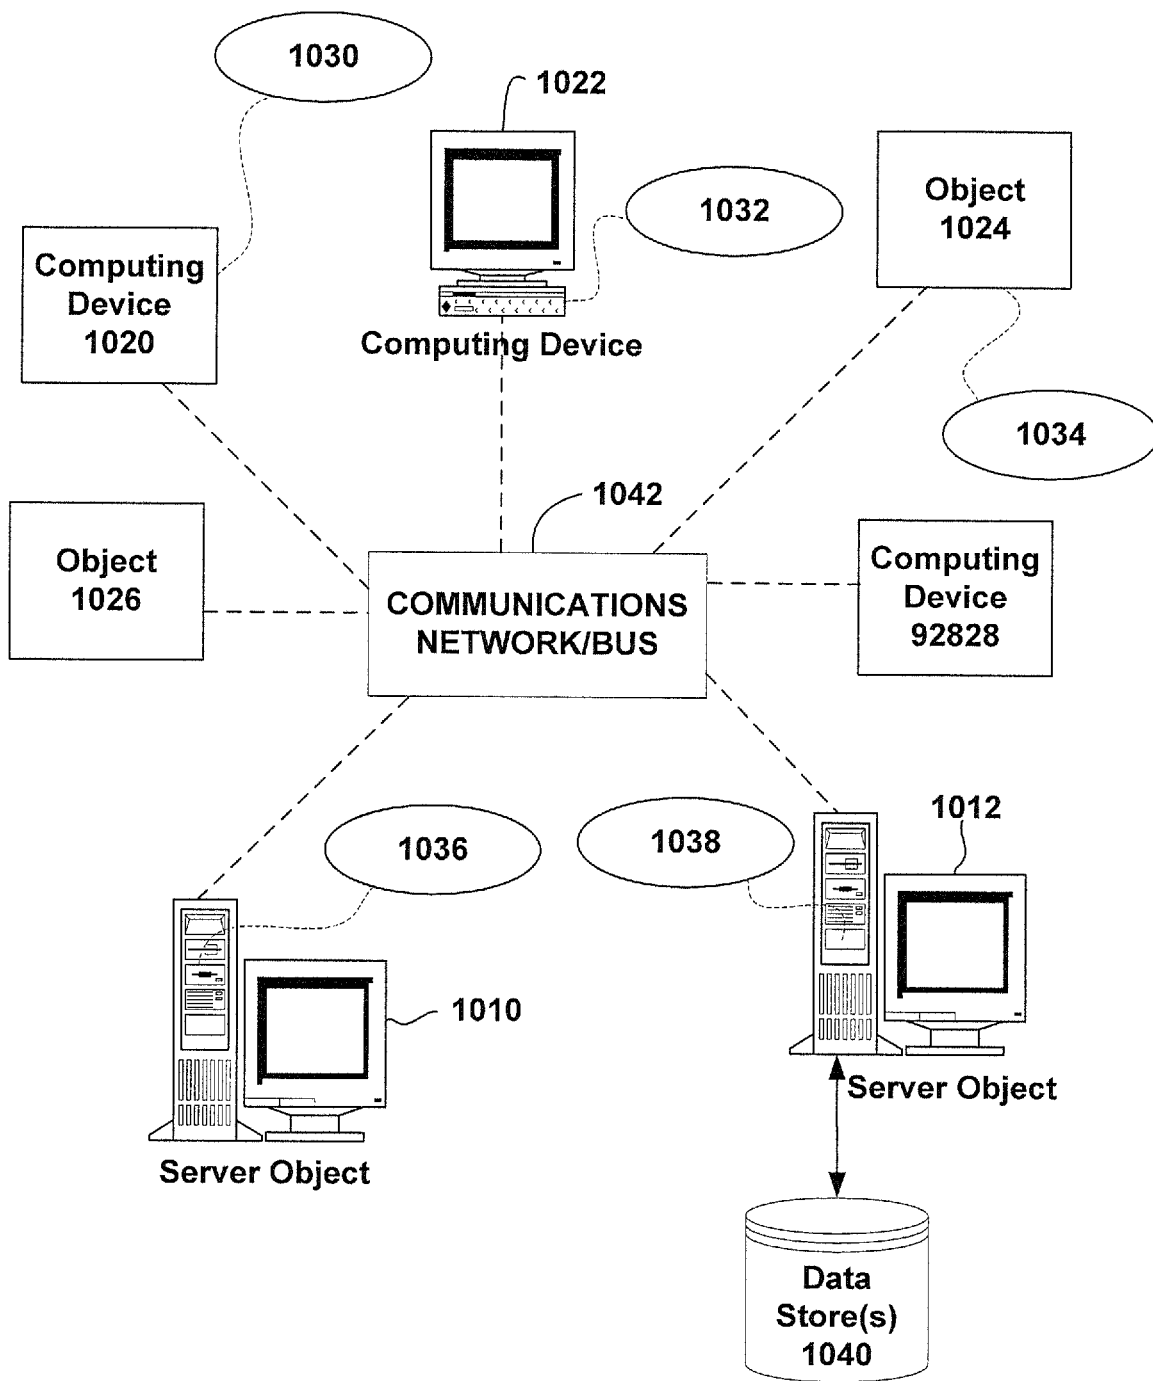 1030
1022
1032
Object
1024
Computing
Device
1020
Computing Device
1034
1042
Object
1026
COMMUNICATIONS
NETWORK/BUS
Computing
Device
92828
1036
1038
1012
1010
Server Object
Server Object
Data
Store(s)
1040